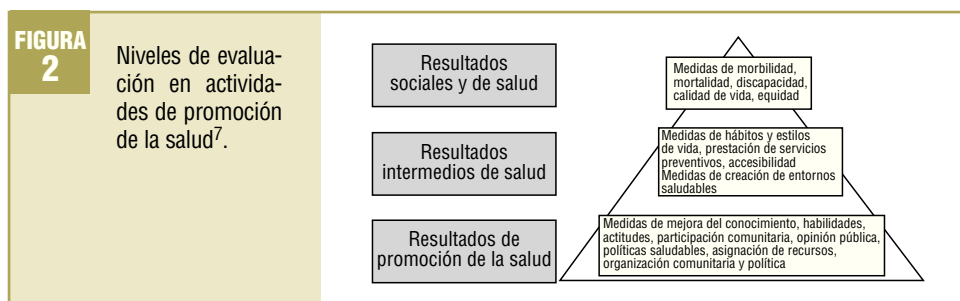 FIGURA
2
Niveles de evalua-
ción en activida-
des de promoción
de la salud7.
Resultados
sociales y de salud
Medidas de morbilidad,
mortalidad, discapacidad,
calidad de vida, equidad
Resultados
intermedios de salud
Medidas de hábitos y estilos
de vida, prestación de servicios
preventivos, accesibilidad
Medidas de creación de entornos
saludables
Resultados de
promoción de la salud
Medidas de mejora del conocimiento, habilidades,
actitudes, participación comunitaria, opinión pública,
políticas saludables, asignación de recursos,
organización comunitaria y política